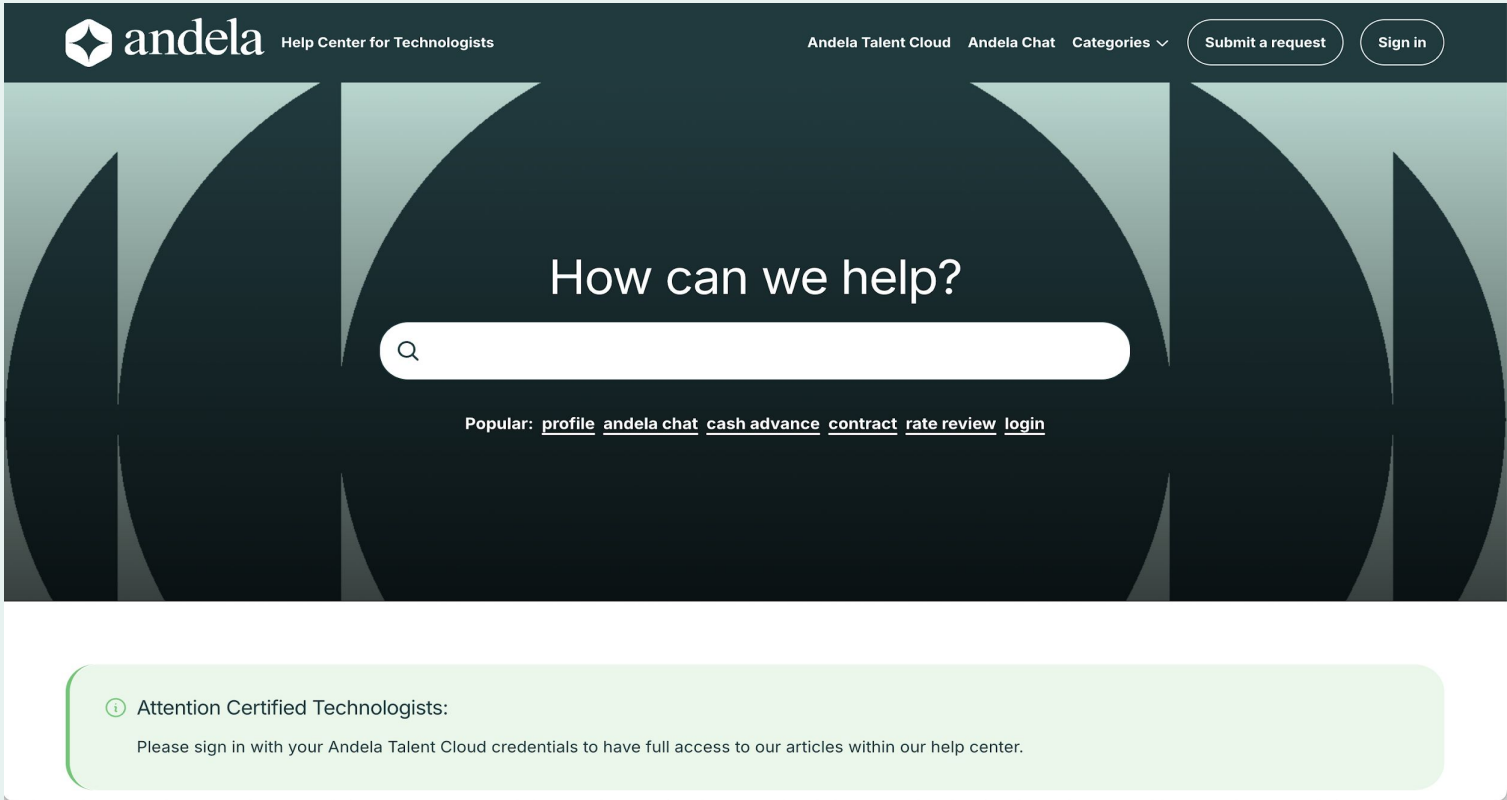 andela Help Center for Technologists Andela Talent Cloud Andela Chat Categories Submit a request Sign in
How can we help?
Popular: profile andela chat cash advance contract rate review login
Attention Certified Technologists:
Please sign in with your Andela Talent Cloud credentials to have full access to our articles within our help center.